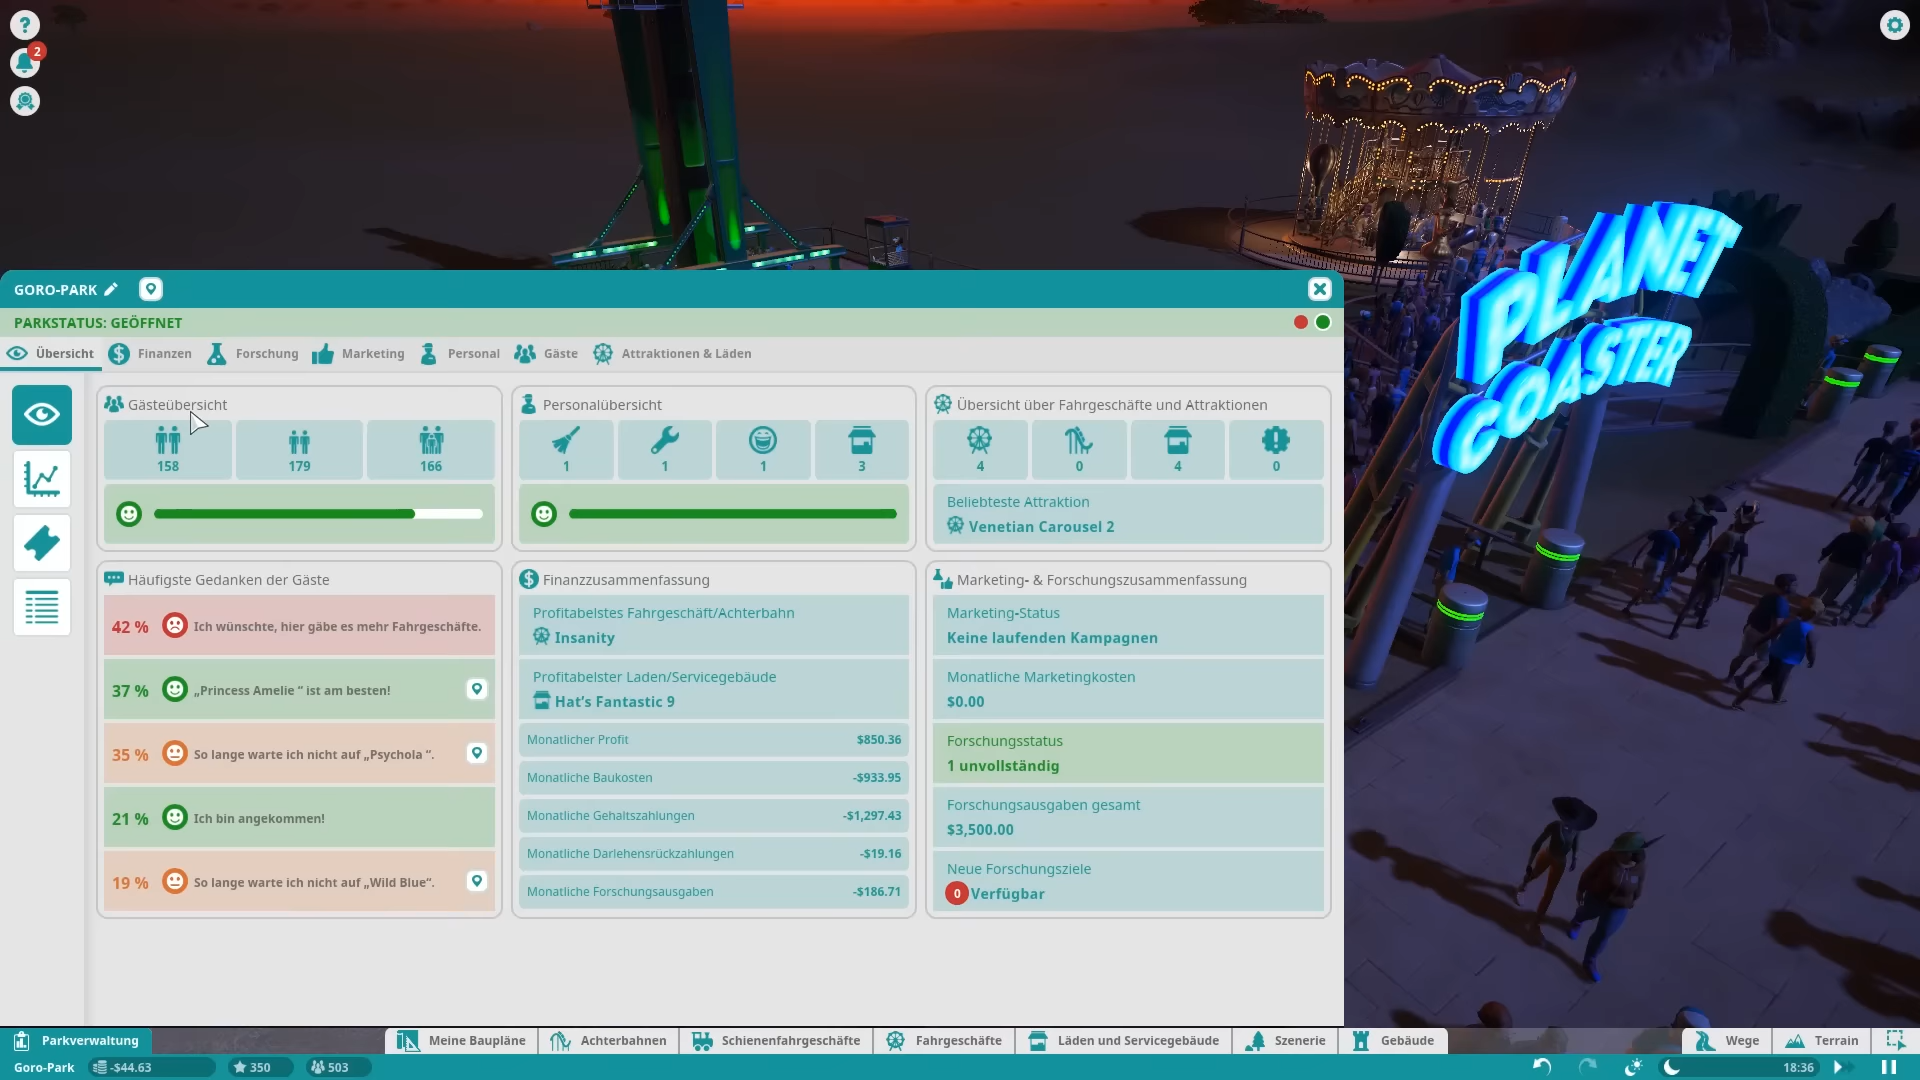 ?
2
PLANET
COASTER
GORO-PARK
PARKSTATUS: GEÖFFNET
Übersicht
Finanzen
Forschung
Marketing
Personal
Gäste
Attraktionen & Läden
Gästeübersicht
158
179
166
Personalübersicht
1
1
1
3
Übersicht über Fahrgeschäfte und Attraktionen
4
0
4
0
Beliebteste Attraktion
Venetian Carousel 2
Häufigste Gedanken der Gäste
42 % Ich wünschte, hier gäbe es mehr Fahrgeschäfte.
37 % „Princess Amelie “ ist am besten!
35 % So lange warte ich nicht auf „Psychola “.
21 % Ich bin angekommen!
19 % So lange warte ich nicht auf „Wild Blue“.
Finanzzusammenfassung
Profitabelstes Fahrgeschäft/Achterbahn
Insanity
Profitabelster Laden/Servicegebäude
Hat's Fantastic 9
Monatlicher Profit $850.36
Monatliche Baukosten -$933.95
Monatliche Gehaltszahlungen -$1,297.43
Monatliche Darlehensrückzahlungen -$19.16
Monatliche Forschungsausgaben -$186.71
Marketing- & Forschungszusammenfassung
Marketing-Status
Keine laufenden Kampagnen
Monatliche Marketingkosten
$0.00
Forschungsstatus
1 unvollständig
Forschungsausgaben gesamt
$3,500.00
Neue Forschungsziele
0 Verfügbar
Parkverwaltung
Meine Baupläne
Achterbahnen
Schienenfahrgeschäfte
Fahrgeschäfte
Läden und Servicegebäude
Szenerie
Gebäude
Wege
Terrain
Goro-Park
-$44.63
350
503
18:36